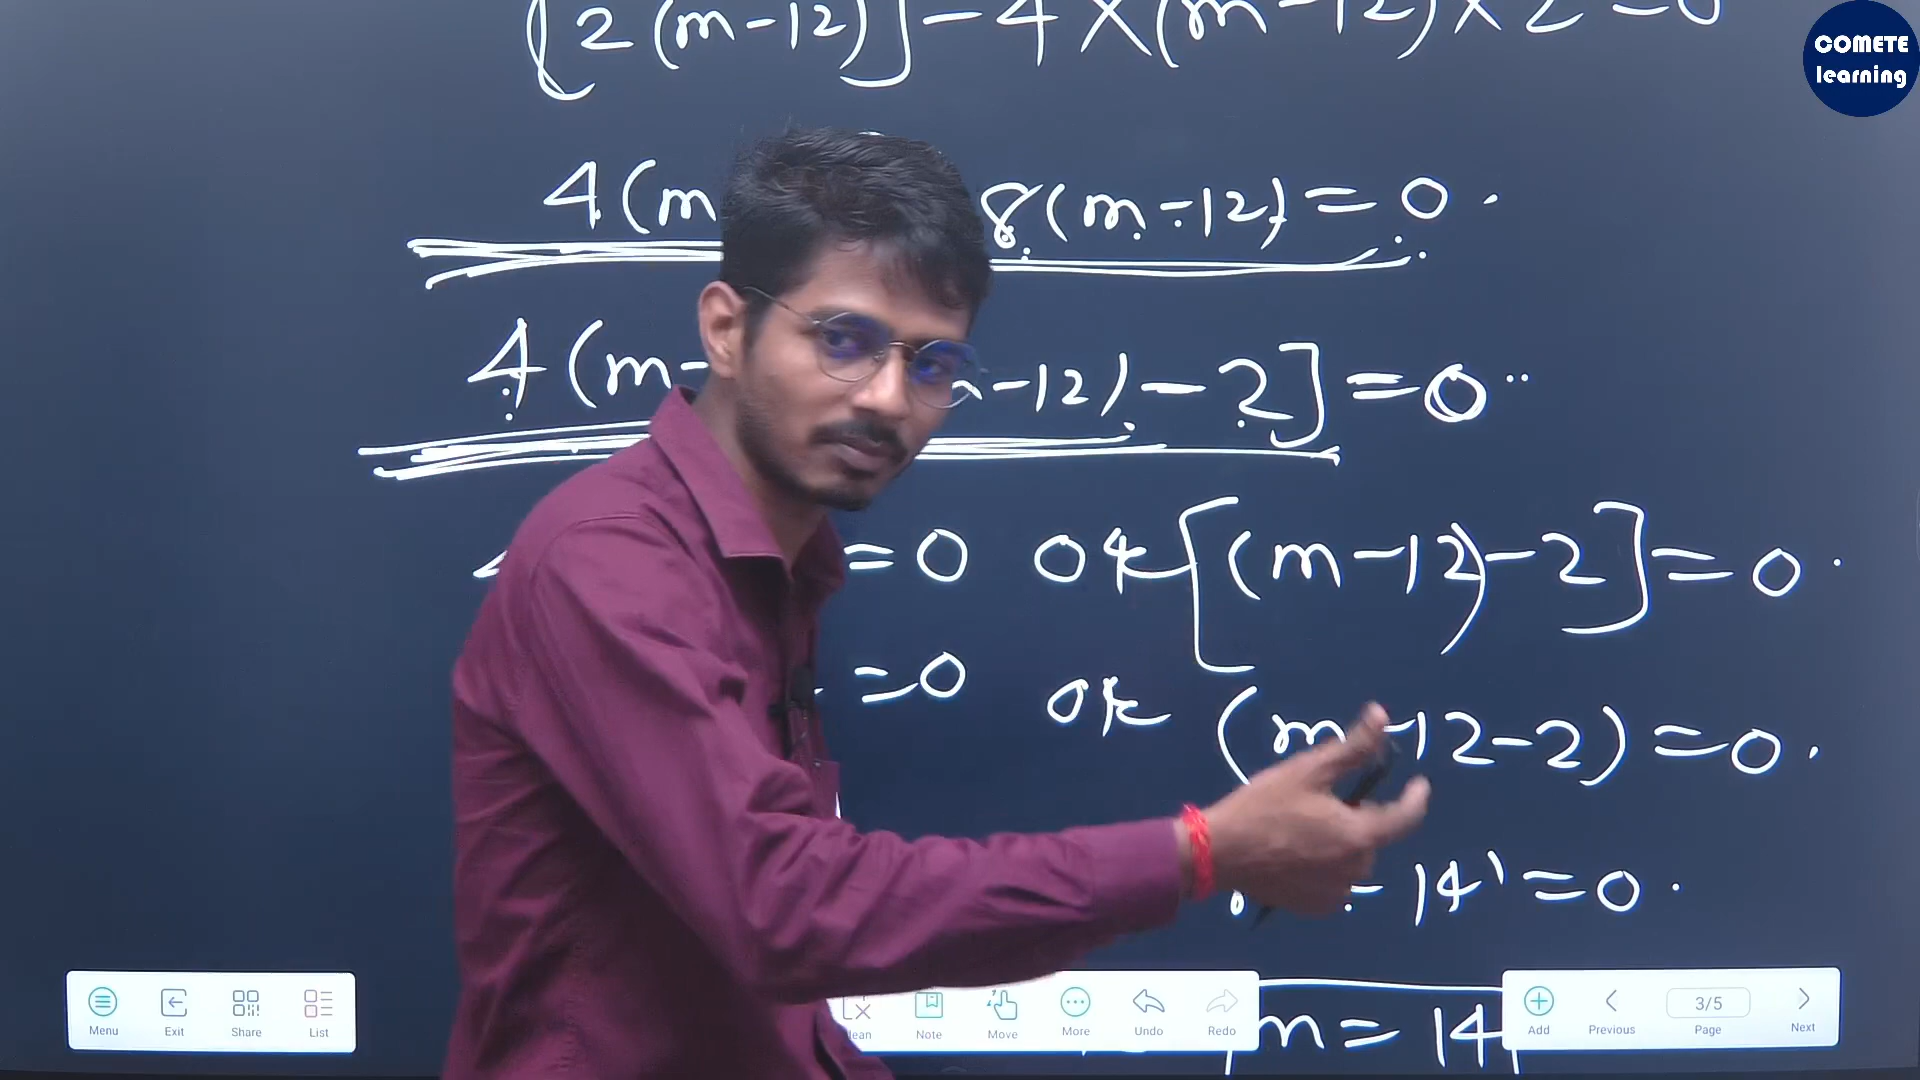 [2(m-12)] - 4×(m-12)×2=0
COMETE
learning
4(m 8(m-12)=0.
4(m- -12)-2]=0
=0 or [(m-12)-2]=0.
=0 or (m-12-2)=0.
-14=0.
m=14
Menu Exit Share List Note Move More Undo Redo Add Previous 3/5 Page Next